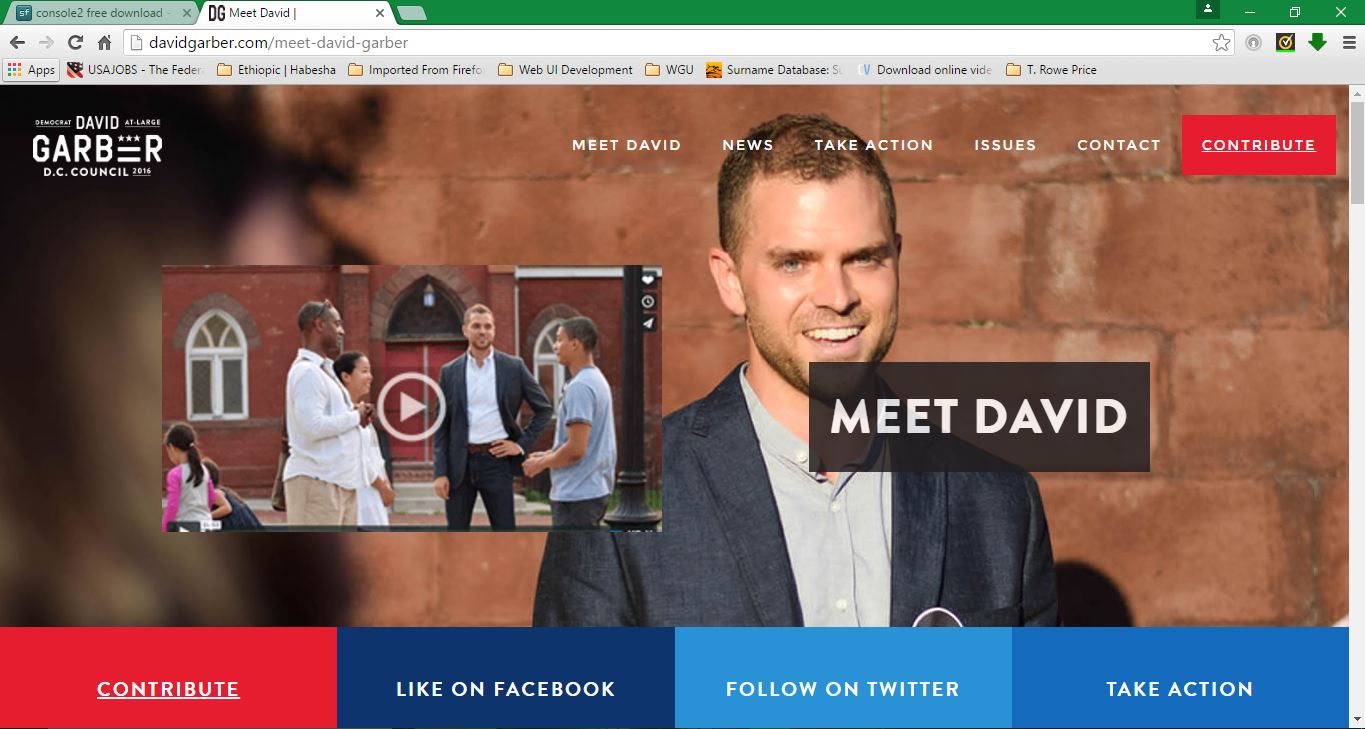 console2 free download -
DG Meet David |
davidgarber.com/meet-david-garber
Apps
USAJOBS - The Federa
Ethiopic | Habesha
Imported From Firefo
Web UI Development
WGU
Surname Database: Su
Download online vide
T. Rowe Price
DEMOCRAT DAVID AT-LARGE
GARBER
D.C. COUNCIL 2016
MEET DAVID
NEWS
TAKE ACTION
ISSUES
CONTACT
CONTRIBUTE
MEET DAVID
CONTRIBUTE
LIKE ON FACEBOOK
FOLLOW ON TWITTER
TAKE ACTION